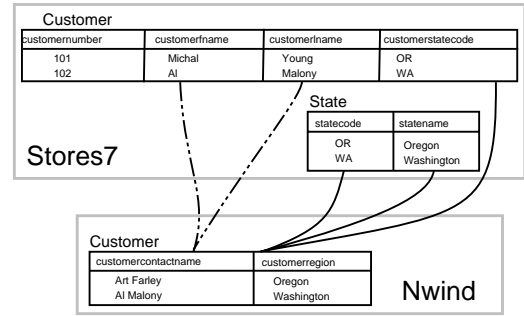 Customer
customernumber customerfname customerlname customerstatecode
101 Michal Young OR
102 Al Malony WA
State
statecode statename
OR Oregon
WA Washington
Stores7
Customer
customercontactname customerregion
Art Farley Oregon
Al Malony Washington
Nwind